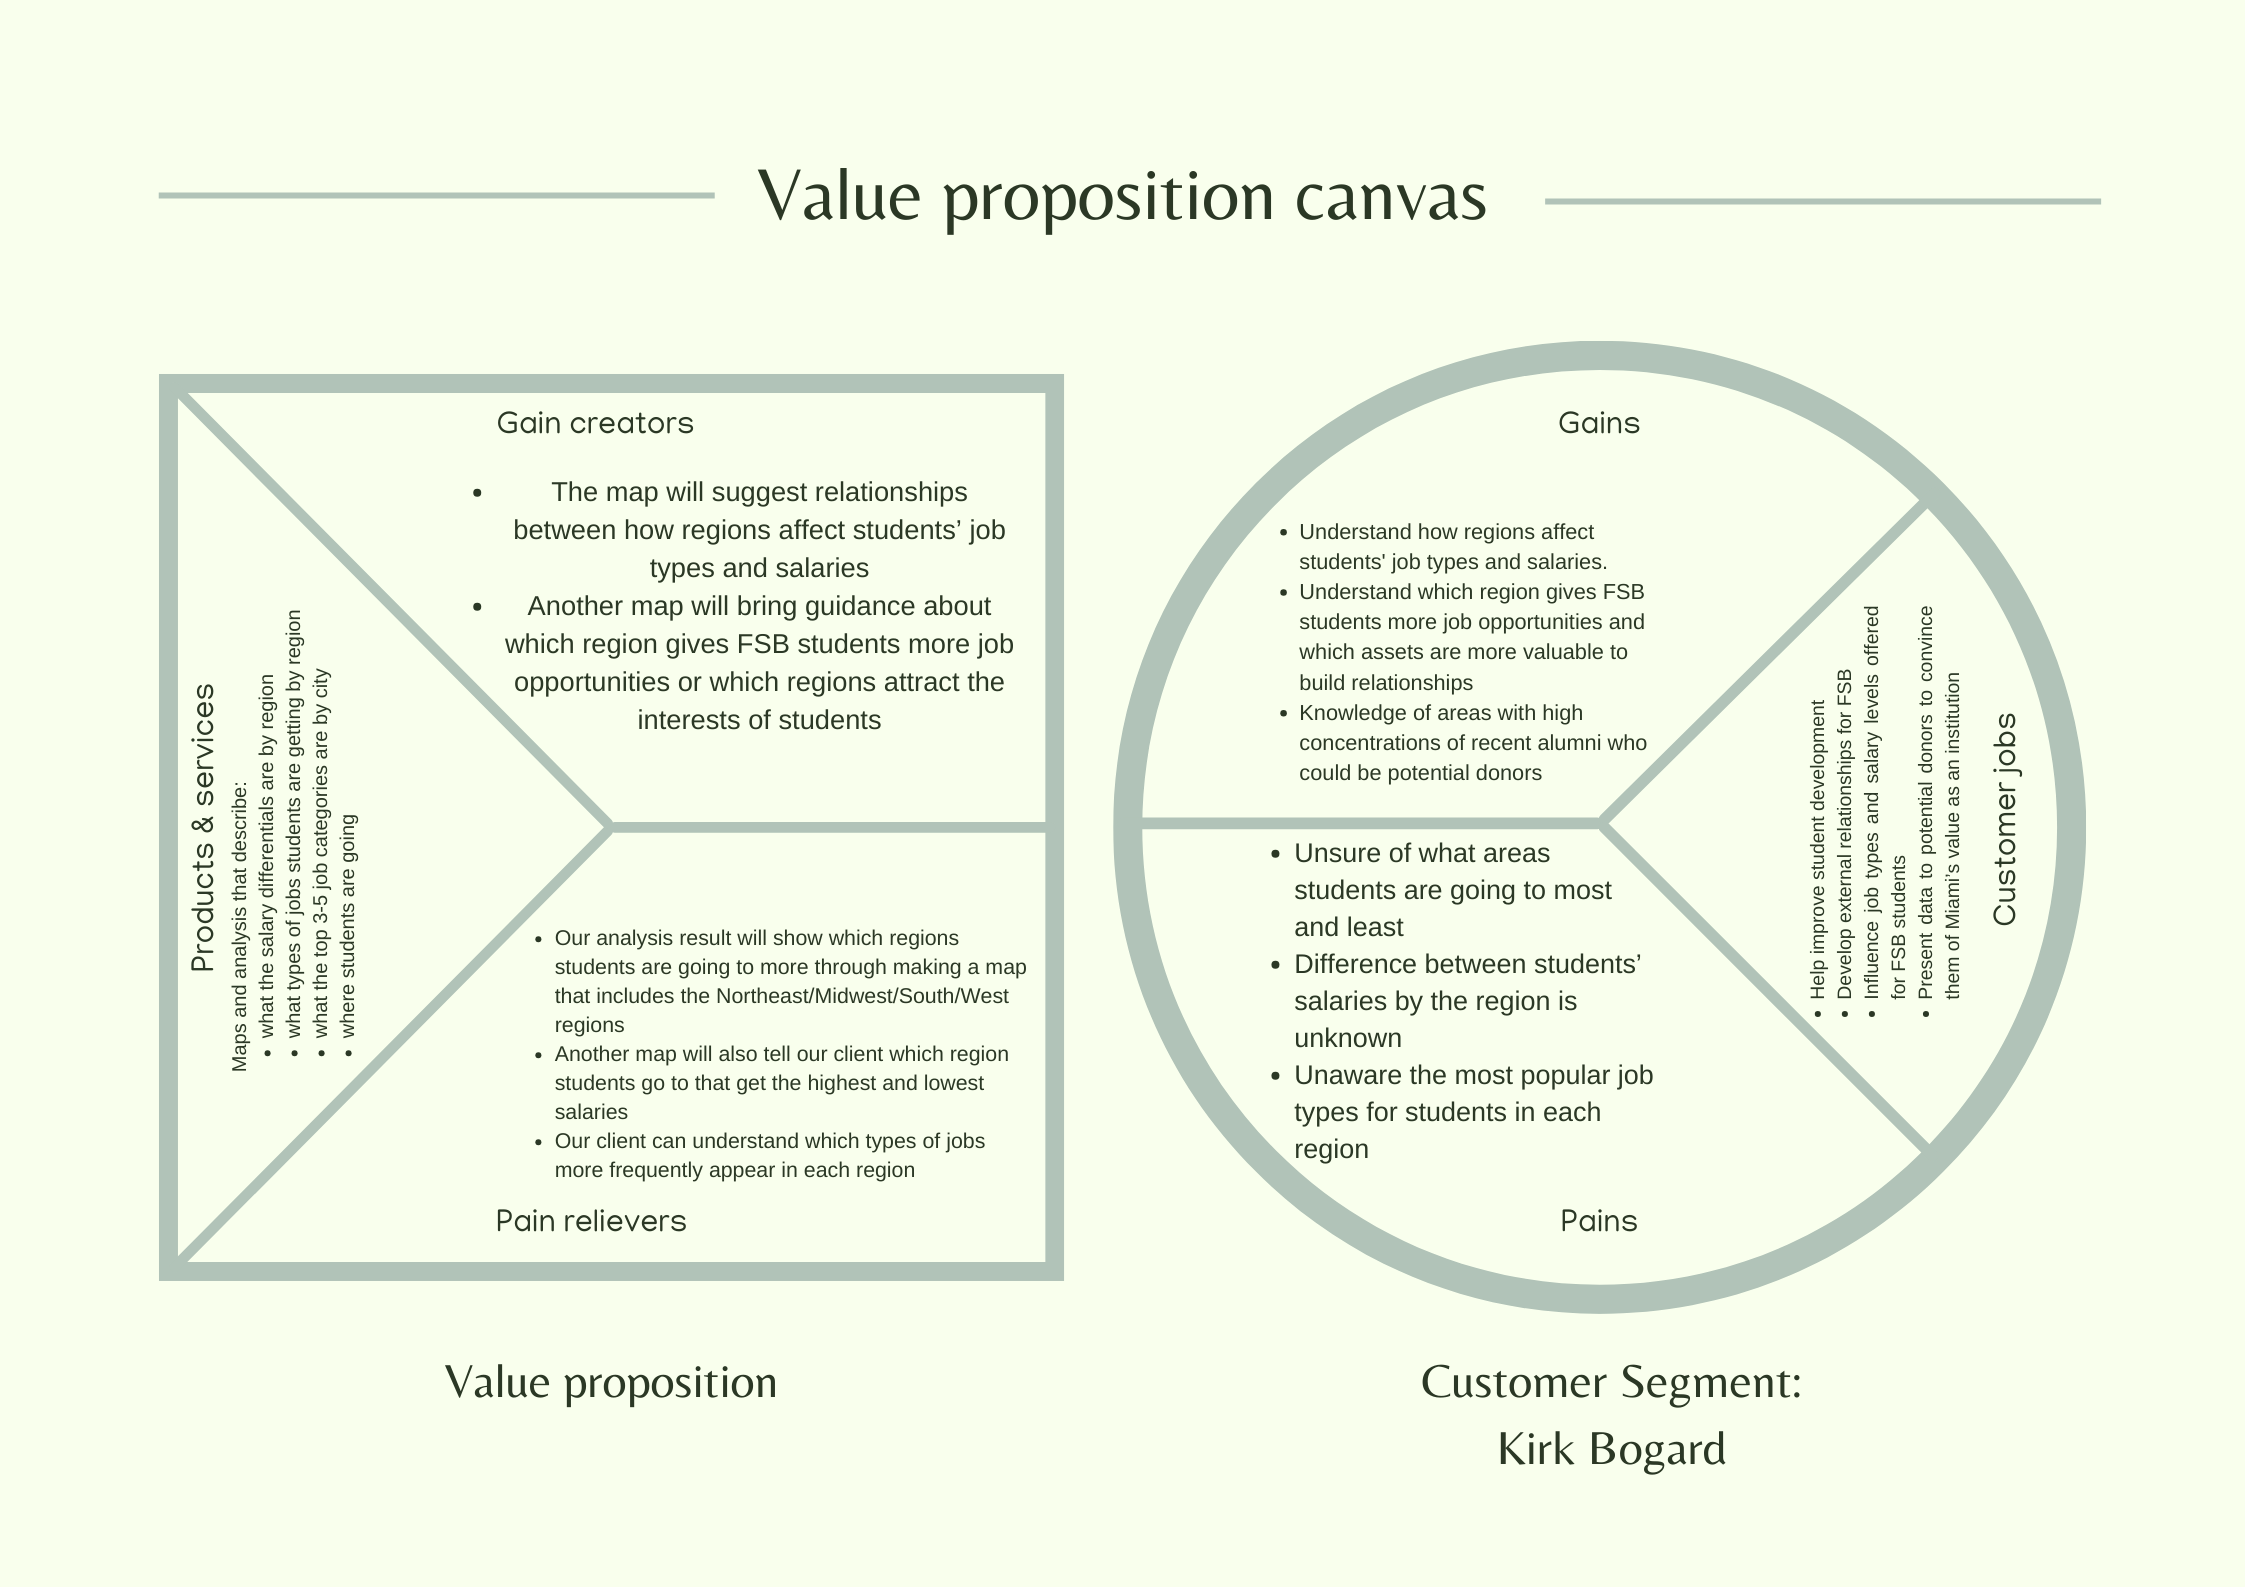 Value proposition canvas
Gain creators
• The map will suggest relationships
between how regions affect students’ job
types and salaries
• Another map will bring guidance about
which region gives FSB students more job
opportunities or which regions attract the
interests of students
Products & services
Maps and analysis that describe:
• what the salary differentials are by region
• what types of jobs students are geting by region
• what the top 3-5 job categories are by city
• where students are going
• Our analysis result will show which regions
students are going to more through making a map
that includes the Northeast/Midwest/South/West
regions
• Another map will also tell our client which region
students go to that get the highest and lowest
salaries
• Our client can understand which types of jobs
more frequently appear in each region
Pain relievers
Value proposition
Gains
• Understand how regions affect
students' job types and salaries.
• Understand which region gives FSB
students more job opportunities and
which assets are more valuable to
build relationships
• Knowledge of areas with high
concentrations of recent alumni who
could be potential donors
• Help improve student development
• Develop external relationships for FSB
• Influence job types and salary levels offered
for FSB students
• Present data to potential donors to convince
them of Miami’s value as an institution
Customer jobs
• Unsure of what areas
students are going to most
and least
• Difference between students’
salaries by the region is
unknown
• Unaware the most popular job
types for students in each
region
Pains
Customer Segment:
Kirk Bogard